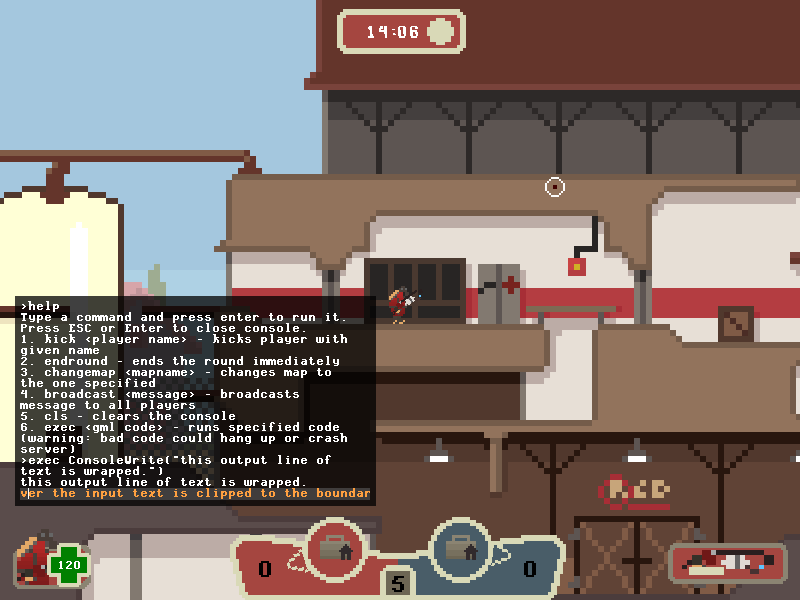 14:06
>help
Type a command and press enter to run it.
Press ESC or Enter to close console.
1. kick <player name> - kicks player with
given name
2. endround - ends the round immediately
3. changemap <mapname> - changes map to
the one specified
4. broadcast <message> - broadcasts
message to all players
5. cls - clears the console
6. exec <gml code> - runs specified code
(warning: bad code could hang up or crash
server)
>exec ConsoleWrite("this output line of
text is wrapped.")
this output line of text is wrapped.
ver the input text is clipped to the boundar
RED
120
0
5
0